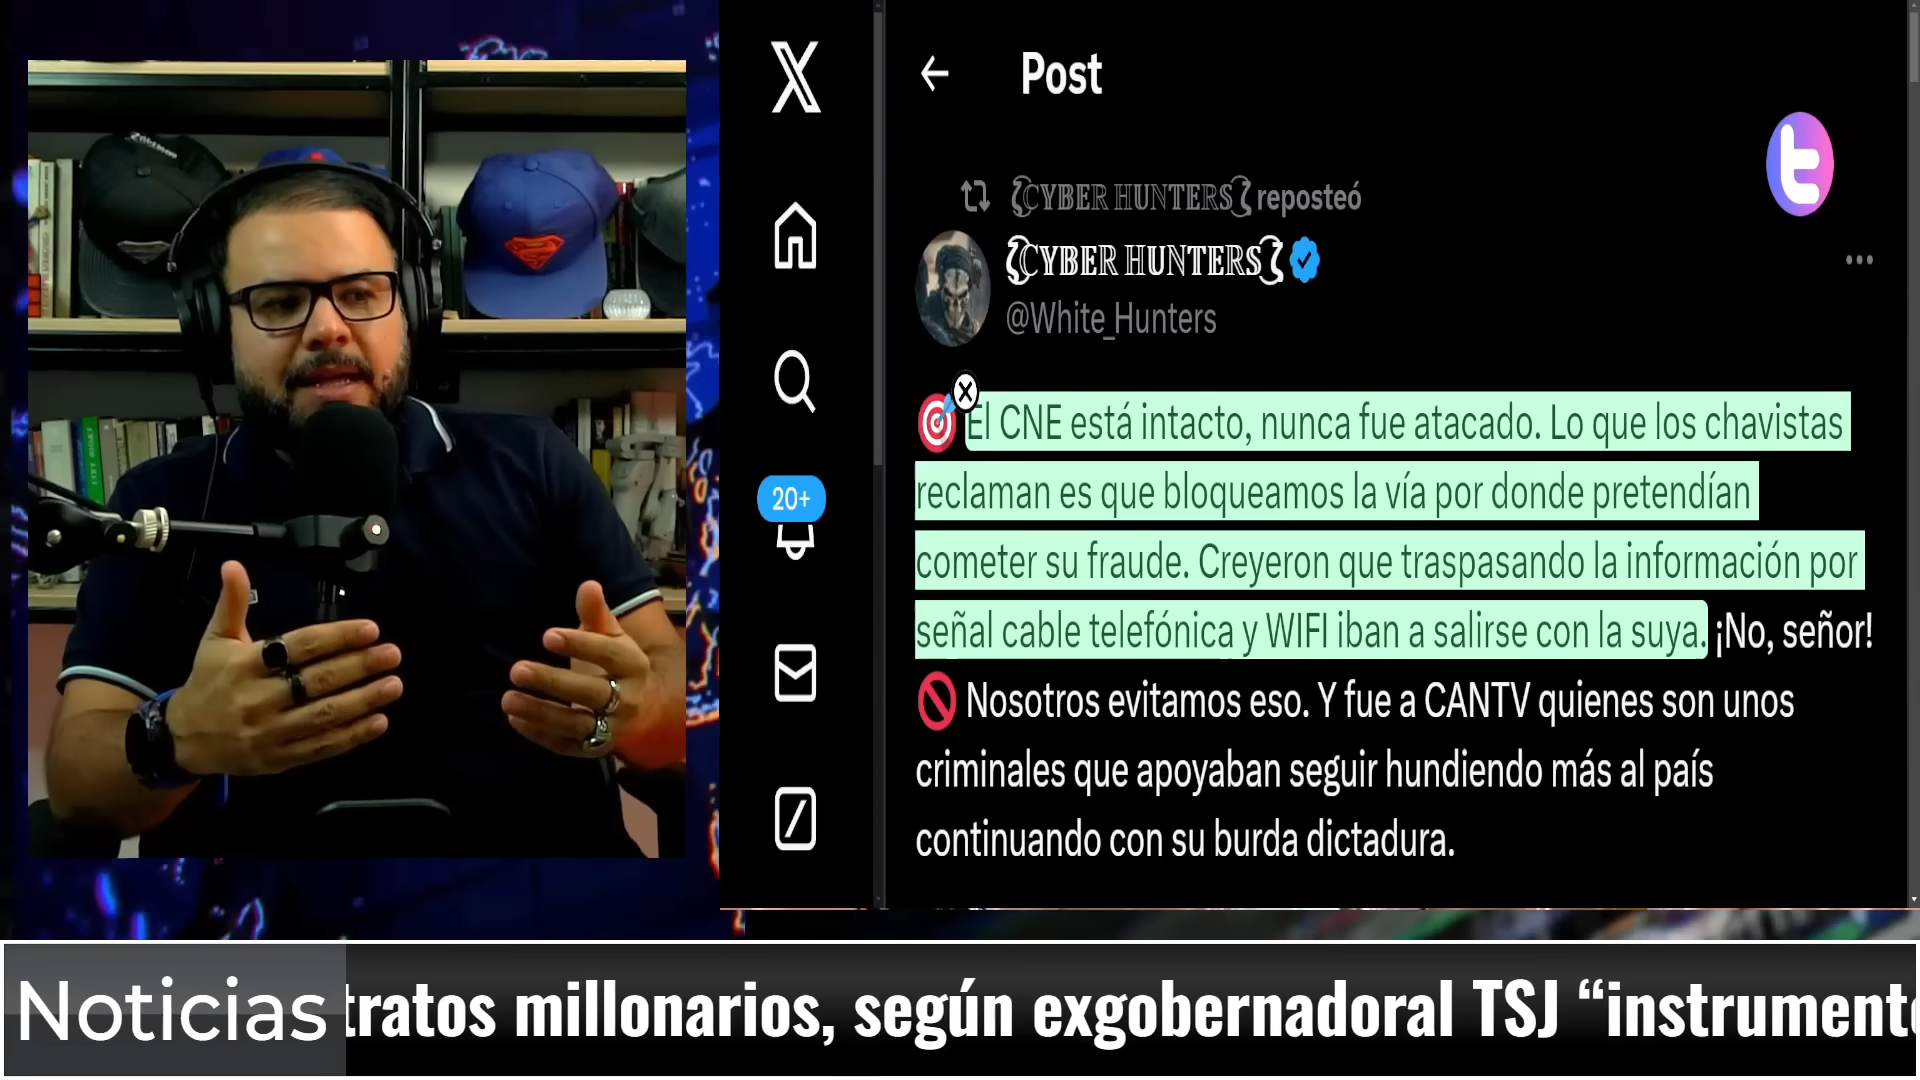 Post
CYBER HUNTERS reposteó
CYBER HUNTERS
@White_Hunters
20+
El CNE está intacto, nunca fue atacado. Lo que los chavistas
reclaman es que bloqueamos la vía por donde pretendían
cometer su fraude. Creyeron que traspasando la información por
señal cable telefónica y WIFI iban a salirse con la suya. ¡No, señor!
🚫 Nosotros evitamos eso. Y fue a CANTV quienes son unos
criminales que apoyaban seguir hundiendo más al país
continuando con su burda dictadura.
Noticias
tratos millonarios, según exgobernadoral TSJ “instrument